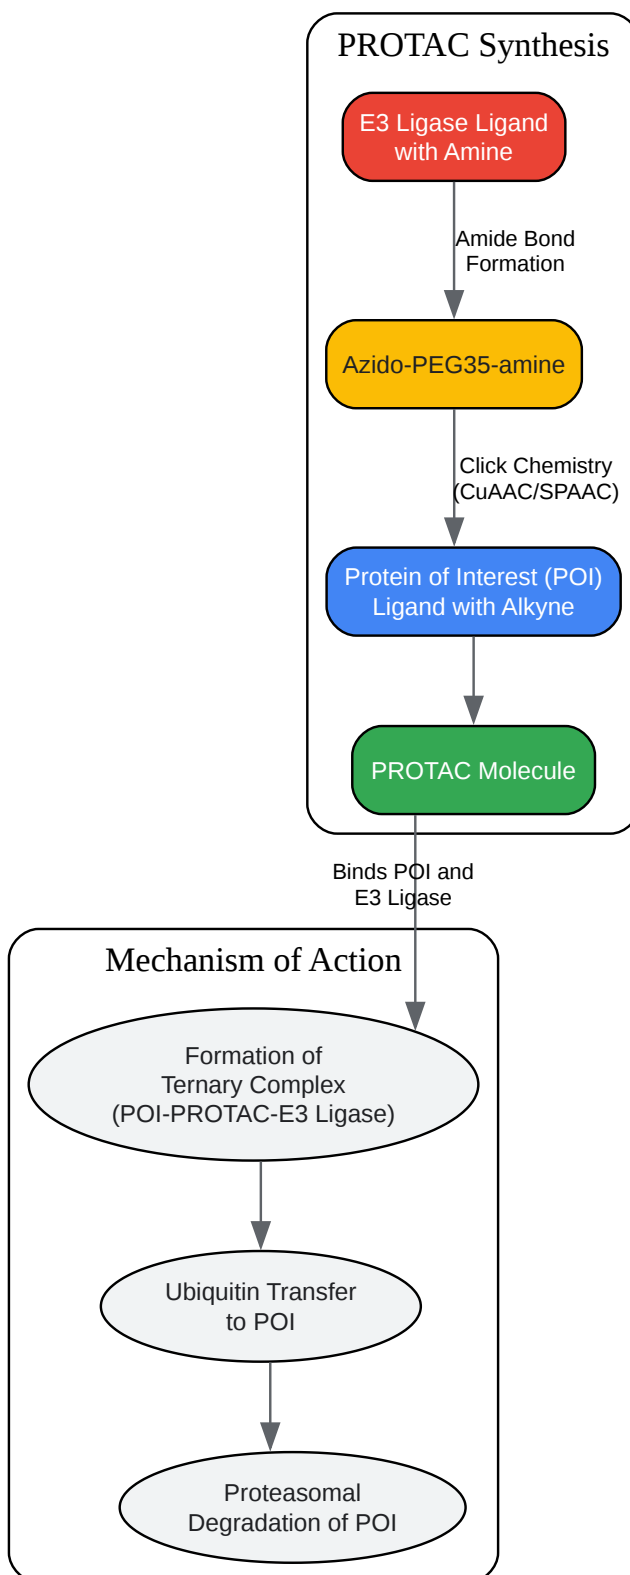 PROTAC Synthesis
E3 Ligase Ligand
with Amine
Amide Bond
Formation
Azido-PEG35-amine
Click Chemistry
(CuAAC/SPAAC)
Protein of Interest (POI)
Ligand with Alkyne
PROTAC Molecule
Binds POI and
E3 Ligase
Mechanism of Action
Formation of
Ternary Complex
(POI-PROTAC-E3 Ligase)
Ubiquitin Transfer
to POI
Proteasomal
Degradation of POI